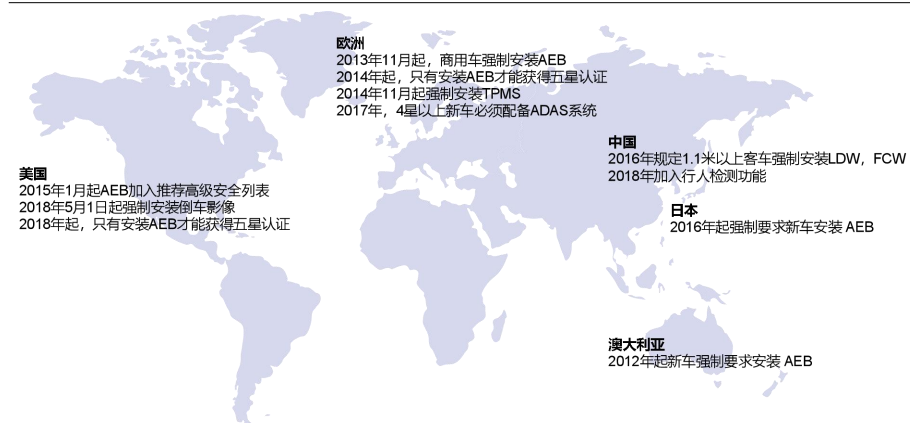 欧洲
2013年11月起，商用车强制安装AEB
2014年起，只有安装AEB才能获得五星认证
2014年11月起强制安装TPMS
2017年，4星以上新车必须配备ADAS系统
中国
2016年规定1.1米以上客车强制安装LDW，FCW
2018年加入行人检测功能
美国
2015年1月起AEB加入推荐高级安全列表
2018年5月1日起强制安装倒车影像
2018年起，只有安装AEB才能获得五星认证
日本
2016年起强制要求新车安装 AEB
澳大利亚
2012年起新车强制要求安装 AEB